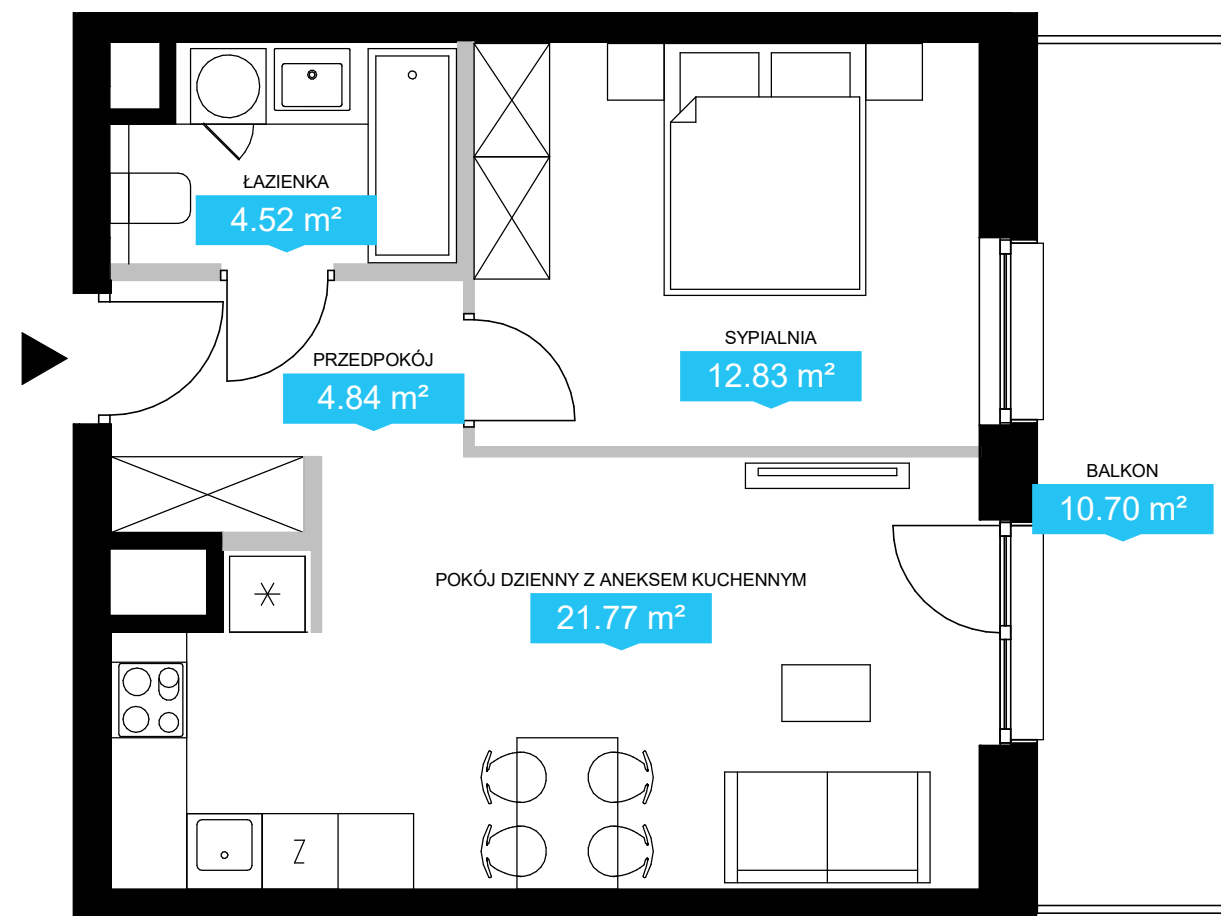 ŁAZIENKA
4.52 m²
PRZEDPOKÓJ
4.84 m²
SYPIALNIA
12.83 m²
BALKON
10.70 m²
POKÓJ DZIENNY Z ANEKSEM KUCHENNYM
21.77 m²
Z